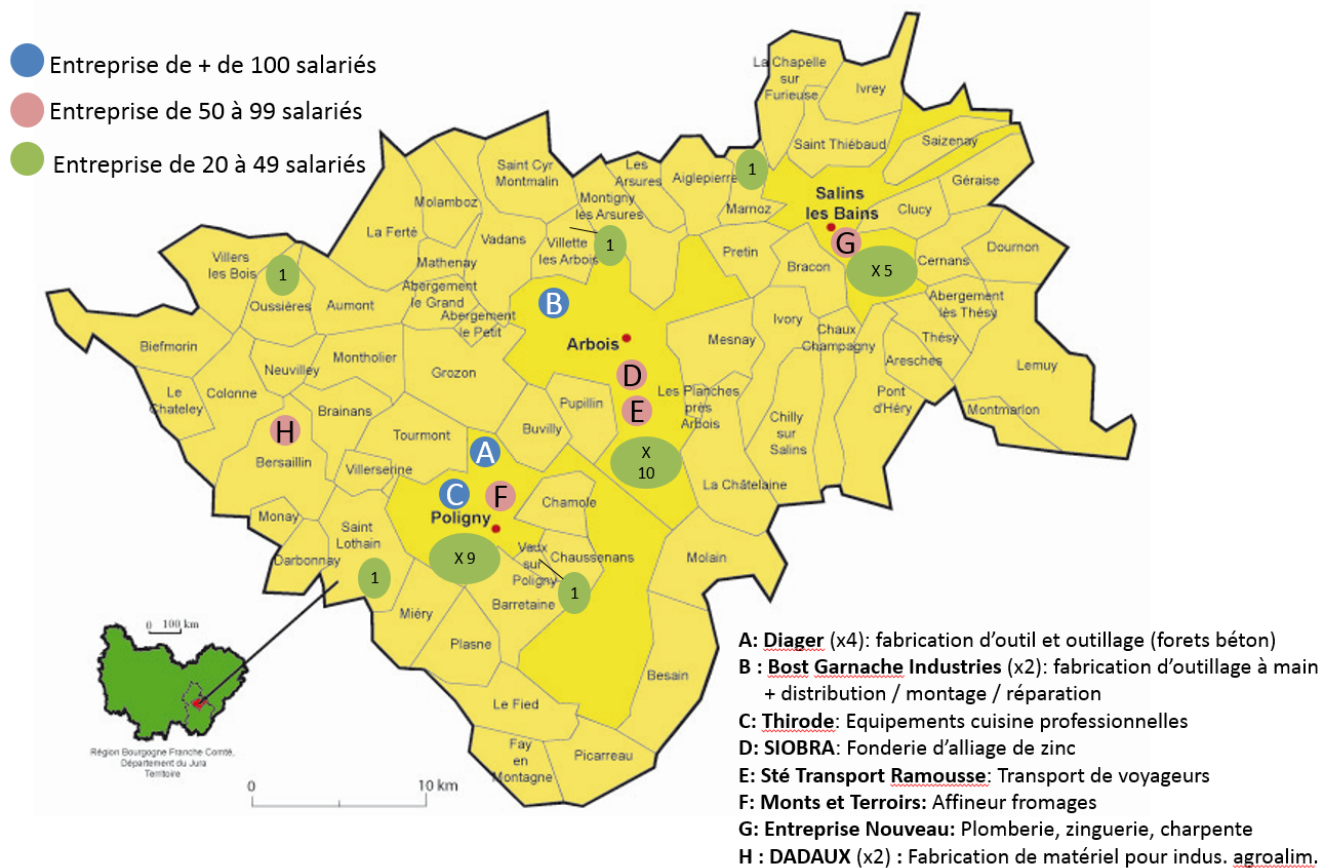 Entreprise de + de 100 salariés
Entreprise de 50 à 99 salariés
Entreprise de 20 à 49 salariés
La Chapelle
sur
Furieuse
Ivrey
Saint Thiébaud
Saizenay
Saint Cyr
Montmalin
Les
Arsures
Aiglepierre
1
Géraise
Molamboz
Montigny
lès Arsures
Marnoz
Salins
les Bains
Clucy
La Ferté
Vadans
Villette
les Arbois
1
Pretin
G
Dournon
Villers
les Bois
1
Mathenay
Bracon
X 5
Cernans
Oussières
Aumont
Abergement
le Grand
B
Abergement
lès Thésy
Abergement
le Petit
Ivory
Chaux
Champagny
Thésy
Biefmorin
Montholier
Arbois
Mesnay
Aresches
Lemuy
Neuvilley
Grozon
D
Le
Chateley
Colonne
Brainans
Pupillin
E
Les Planches
près
Arbois
Pont
d'Héry
Montmarlon
H
Tourmont
Buvilly
Chilly
sur
Salins
Bersaillin
Villerserine
A
X
10
La Châtelaine
C
F
Chamole
Monay
Poligny
Saint
Lothain
Darbonnay
X 9
Vaux
sur
Poligny
Chaussenans
Molain
1
1
Miéry
Barretaine
Plasne
Besain
Le Fied
Fay
en
Montagne
Picarreau
0 100 km
Région Bourgogne Franche Comté,
Département du Jura
Territoire
0 10 km
A: Diager (x4): fabrication d'outil et outillage (forets béton)
B : Bost Garnache Industries (x2): fabrication d'outillage à main
+ distribution / montage / réparation
C: Thirode: Equipements cuisine professionnelles
D: SIOBRA: Fonderie d'alliage de zinc
E: Sté Transport Ramousse: Transport de voyageurs
F: Monts et Terroirs: Affineur fromages
G: Entreprise Nouveau: Plomberie, zinguerie, charpente
H : DADAUX (x2) : Fabrication de matériel pour indus. agroalim.